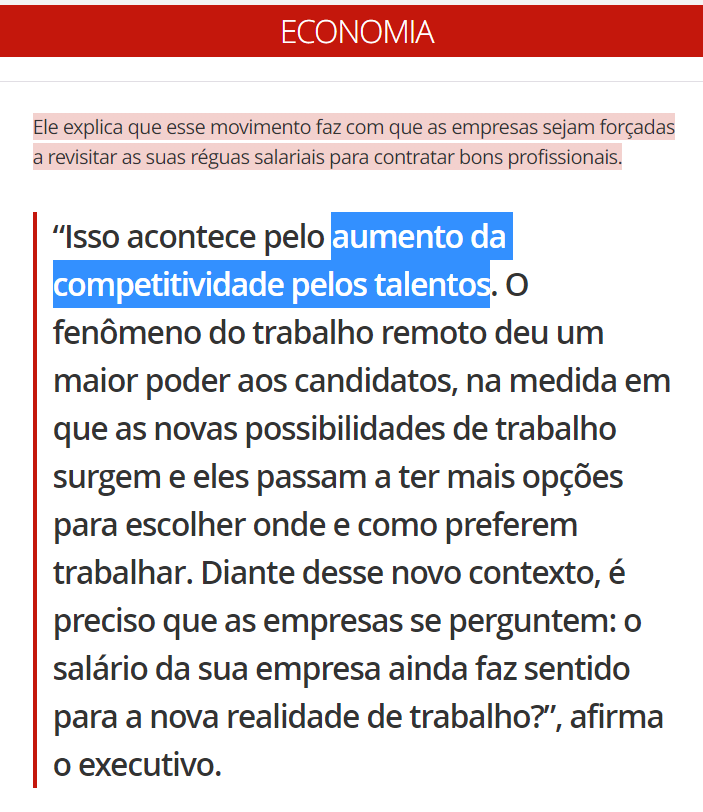 ECONOMIA
Ele explica que esse movimento faz com que as empresas sejam forçadas
a revisitar as suas réguas salariais para contratar bons profissionais.
“Isso acontece pelo aumento da
competitividade pelos talentos. O
fenômeno do trabalho remoto deu um
maior poder aos candidatos, na medida em
que as novas possibilidades de trabalho
surgem e eles passam a ter mais opções
para escolher onde e como preferem
trabalhar. Diante desse novo contexto, é
preciso que as empresas se perguntem: o
salário da sua empresa ainda faz sentido
para a nova realidade de trabalho?”, afirma
o executivo.